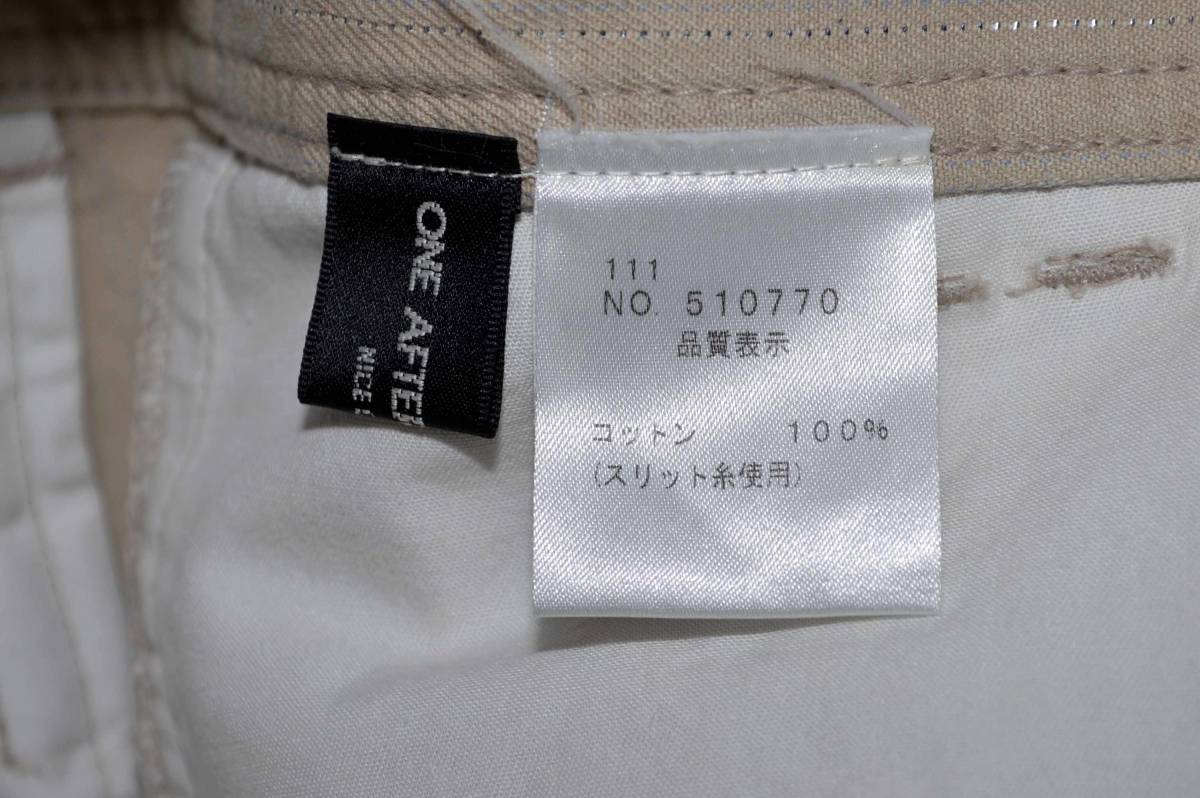 ONE AFTE
NICE
111
NO. 510770
品質表示
コットン 100%
(スリット糸使用)